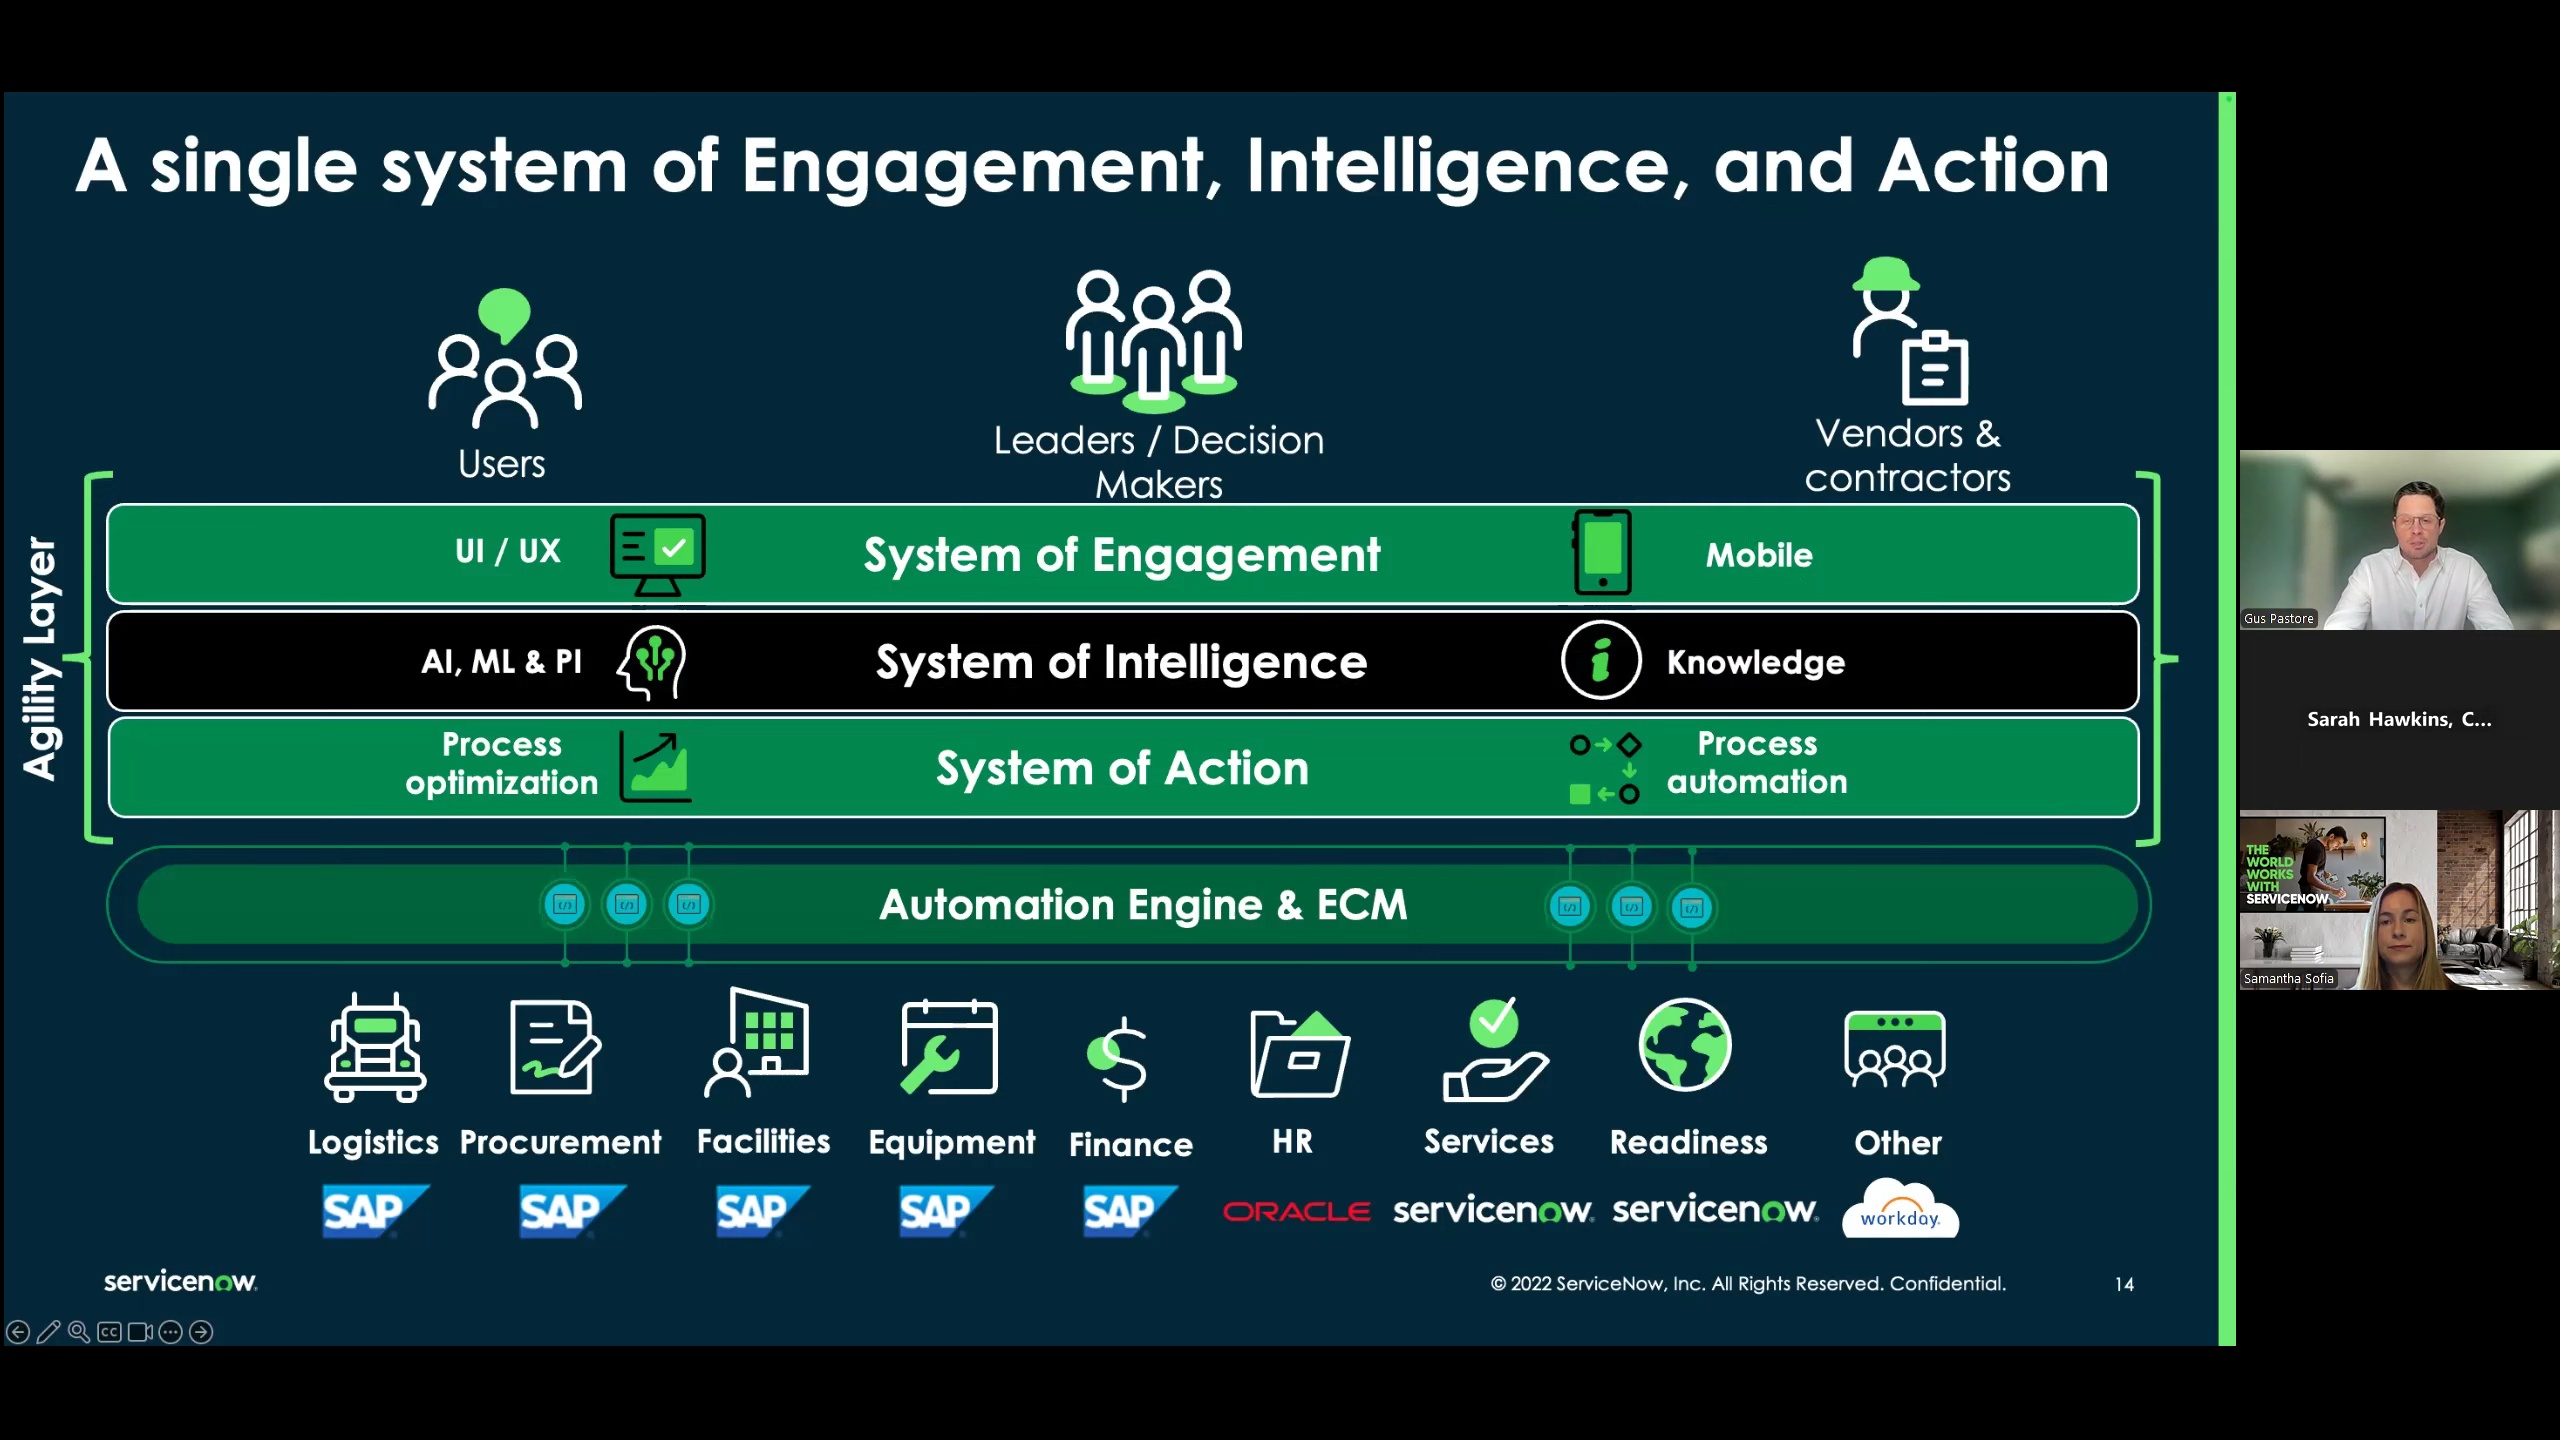 A single system of Engagement, Intelligence, and Action
Users
Leaders / Decision
Makers
Vendors &
contractors
Agility Layer
UI / UX
System of Engagement
Mobile
AI, ML & PI
System of Intelligence
i
Knowledge
Process
optimization
System of Action
Process
automation
Automation Engine & ECM
Logistics
Procurement
Facilities
Equipment
Finance
HR
Services
Readiness
Other
SAP
SAP
SAP
SAP
SAP
ORACLE
servicenow.
servicenow.
workday.
servicenow.
© 2022 ServiceNow, Inc. All Rights Reserved. Confidential.
14
CC
Gus Pastore
Sarah Hawkins, C...
THE
WORLD
WORKS
WITH
SERVICENOW
Samantha Sofia